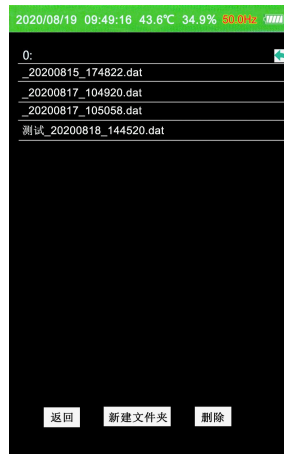 2020/08/19 09:49:16 43.6℃ 34.9% 50.0Hz
0:
_20200815_174822.dat
_20200817_104920.dat
_20200817_105058.dat
测试_20200818_144520.dat
返回 新建文件夹 删除